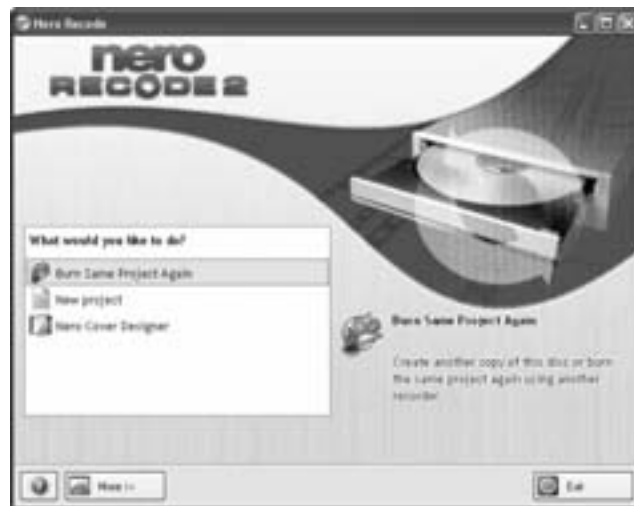 Nero Recode
nero
RECODE 2
What would you like to do?
Burn Same Project Again
New project
Nero Cover Designer
Burn Same Project Again
Create another copy of this disc or burn
the same project again using another
recorder.
More
Exit